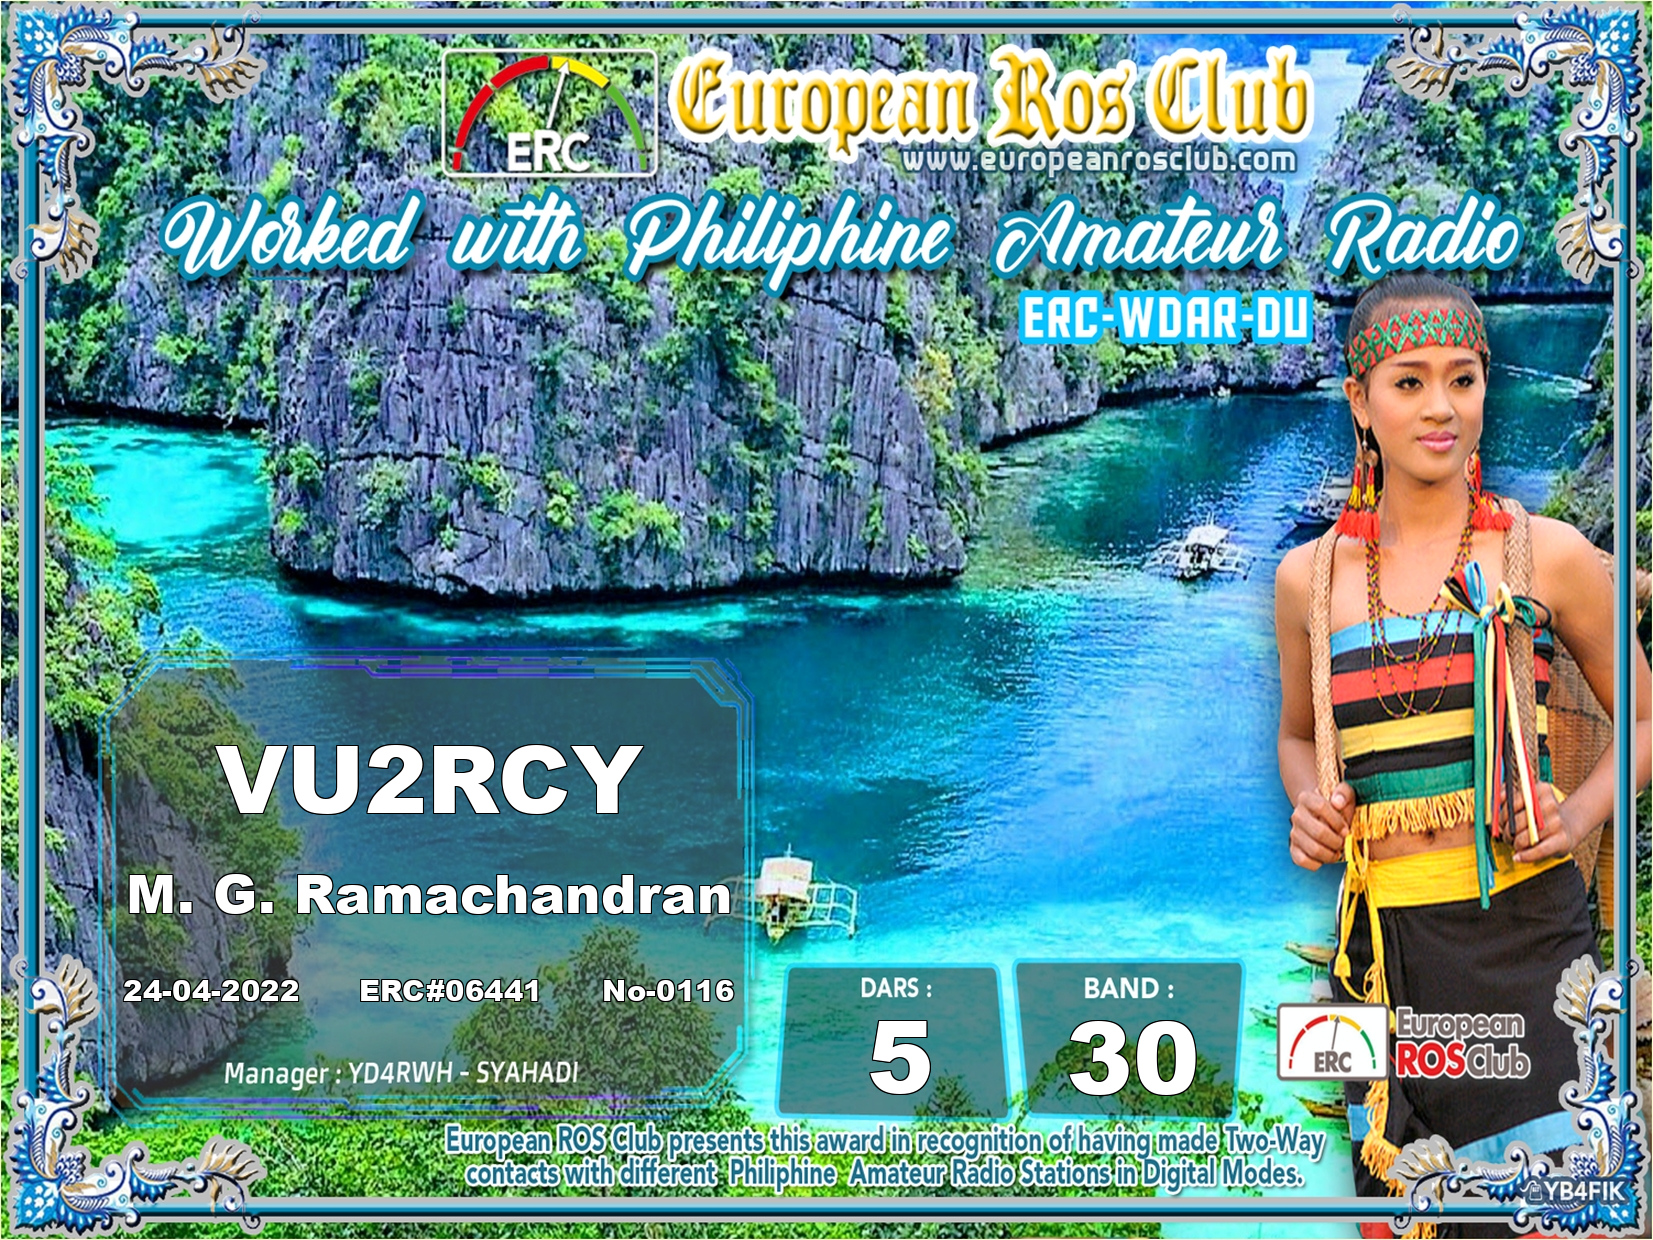 ERC
European Ros Club
www.europeanrosclub.com
Worked with Philiphine Amateur Radio
ERC-WDAR-DU
VU2RCY
M. G. Ramachandran
24-04-2022 ERC#06441 No-0116
Manager : YD4RWH - SYAHADI
DARS :
5
BAND :
30
ERC
European
ROSClub
European ROS Club presents this award in recognition of having made Two-Way
contacts with different Philiphine Amateur Radio Stations in Digital Modes.
YB4FIK